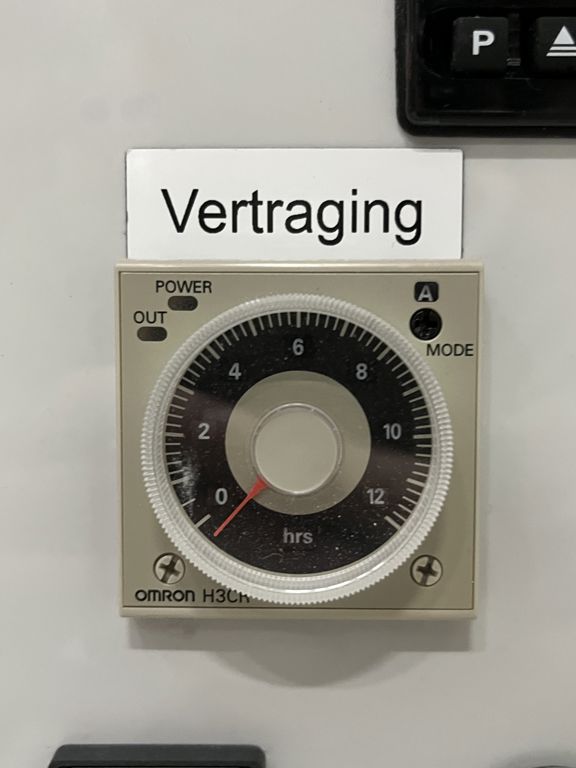 P
Vertraging
POWER
OUT
A
MODE
0 2 4 6 8 10 12
hrs
OMRON H3CR